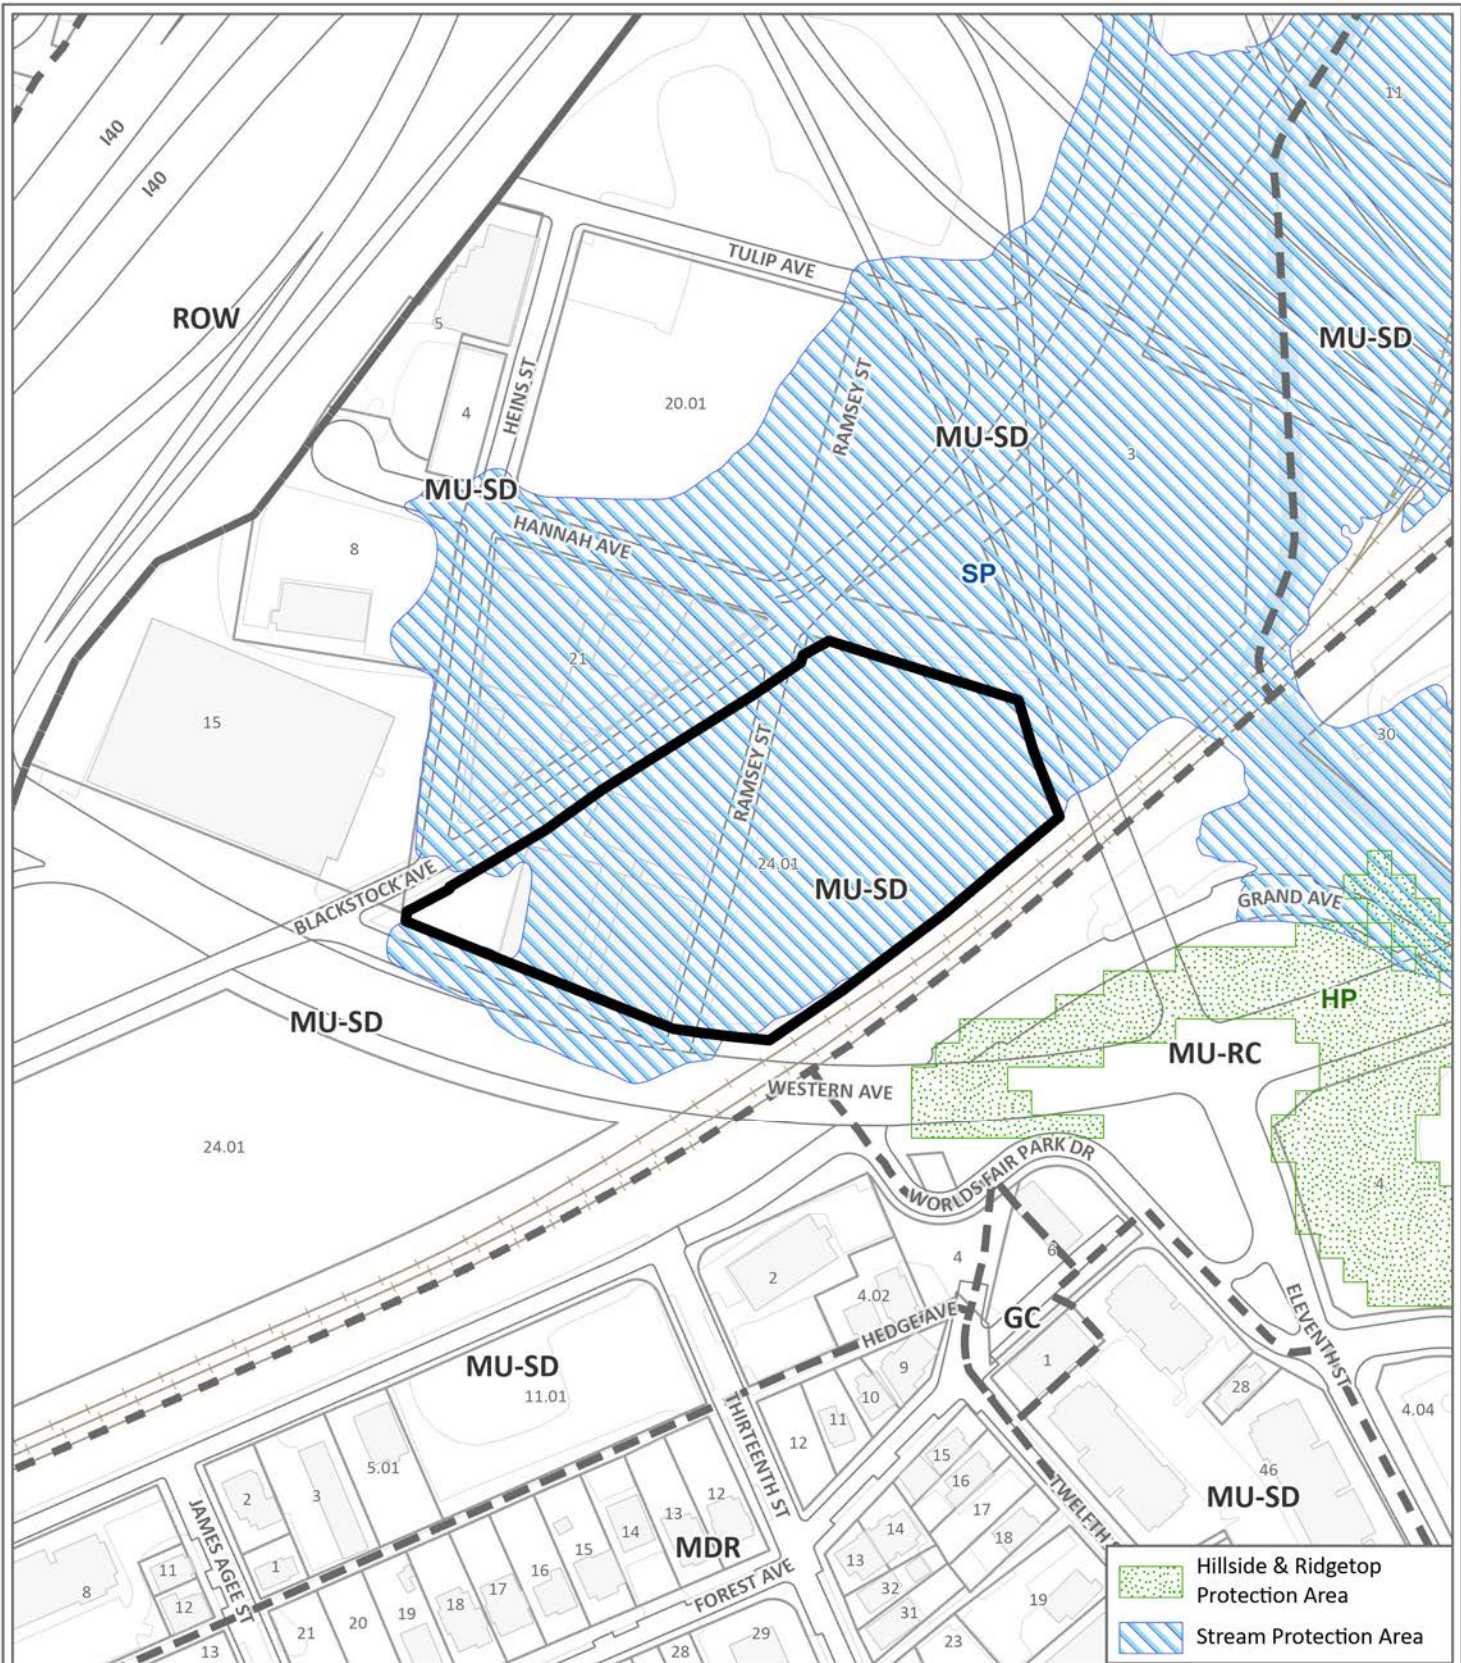 I40
I40
11
TULIP AVE
ROW
5
MU-SD
HEINS ST
4
20.01
RAMSEY ST
MU-SD
3
MU-SD
HANNAH AVE
8
SP
21
15
RAMSEY ST
30
24.01
MU-SD
BLACKSTOCK AVE
GRAND AVE
HP
MU-SD
MU-RC
WESTERN AVE
24.01
WORLDS FAIR PARK DR
4
4
6
2
4.02
HEDGE AVE
GC
ELEVENTH ST
MU-SD
11.01
9
1
10
28
4.04
11
THIRTEENTH ST
12
15
5.01
16
46
2
3
12
17
MU-SD
13
14
TWELFTH S
18
MDR
15
13
JAMES AGEE ST
11
1
16
FOREST AVE
32
19
8
12
17
18
19
31
20
21
29
28
23
13
Hillside & Ridgetop
Protection Area
Stream Protection Area